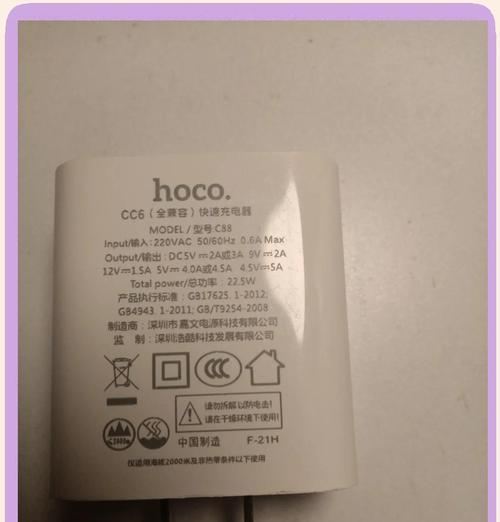 hoco.
CC6（全兼容）快速充电器
MODEL / 型号:C88
Input/输入:220VAC 50/60Hz 0.6A Max
Output/输出: DC5V⎓2A或3A 9V⎓2A
12V⎓1.5A 5V⎓4.0A或4.5A 4.5V⎓5A
Total power/总功率: 22.5W
产品执行标准: GB17625.1-2012;
GB4943.1-2011; GB/T9254-2008
制造商: 深圳市嘉文电源科技有限公司
监 制: 深圳浩酷科技发展有限公司
CCC
请勿拆解以防电击!
请在干燥环境下使用!
中国制造 F-21H
仅适用海拔2000米及非热带条件以下使用